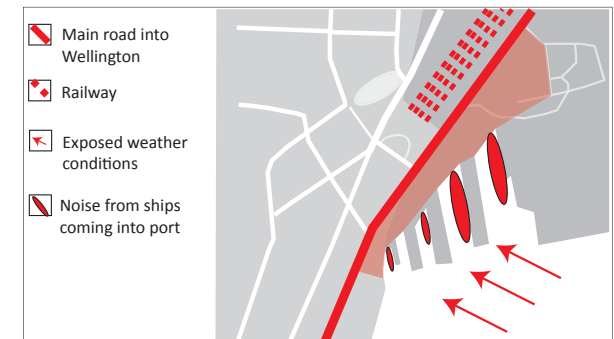 Main road into
Wellington
Railway
Exposed weather
conditions
Noise from ships
coming into port